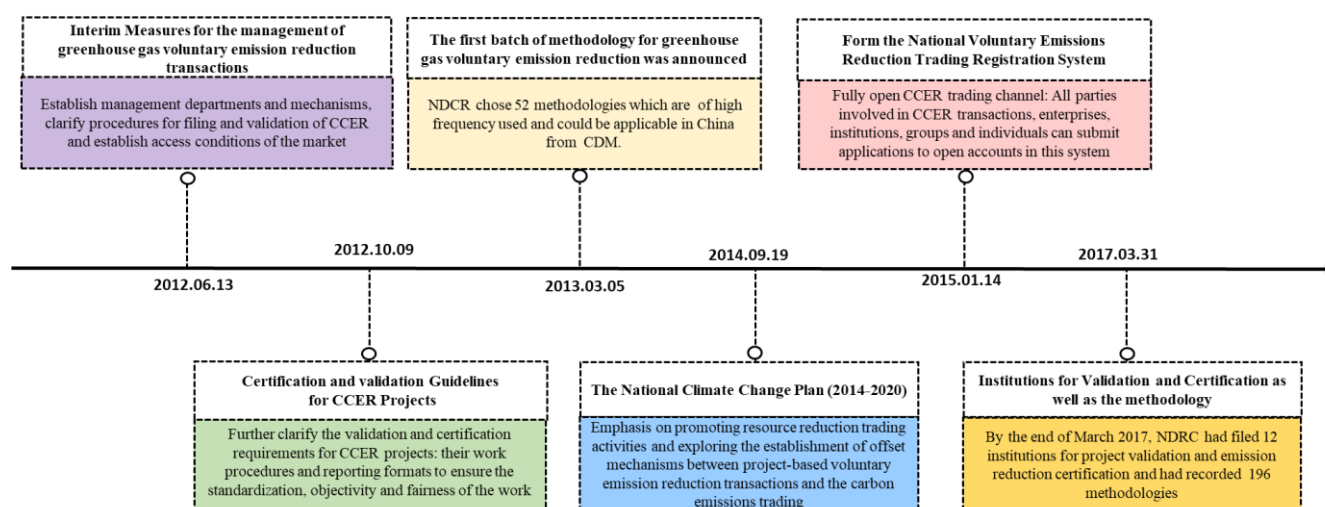 Interim Measures for the management of
greenhouse gas voluntary emission reduction
transactions
Establish management departments and mechanisms,
clarify procedures for filing and validation of CCER
and establish access conditions of the market
The first batch of methodology for greenhouse
gas voluntary emission reduction was announced
NDCR chose 52 methodologies which are of high
frequency used and could be applicable in China
from CDM.
Form the National Voluntary Emissions
Reduction Trading Registration System
Fully open CCER trading channel: All parties
involved in CCER transactions, enterprises,
institutions, groups and individuals can submit
applications to open accounts in this system
2012.06.13
2012.10.09
2013.03.05
2014.09.19
2015.01.14
2017.03.31
Certification and validation Guidelines
for CCER Projects
Further clarify the validation and certification
requirements for CCER projects: their work
procedures and reporting formats to ensure the
standardization, objectivity and fairness of the work
The National Climate Change Plan (2014-2020)
Emphasis on promoting resource reduction trading
activities and exploring the establishment of offset
mechanisms between project-based voluntary
emission reduction transactions and the carbon
emissions trading
Institutions for Validation and Certification as
well as the methodology
By the end of March 2017, NDRC had filed 12
institutions for project validation and emission
reduction certification and had recorded 196
methodologies